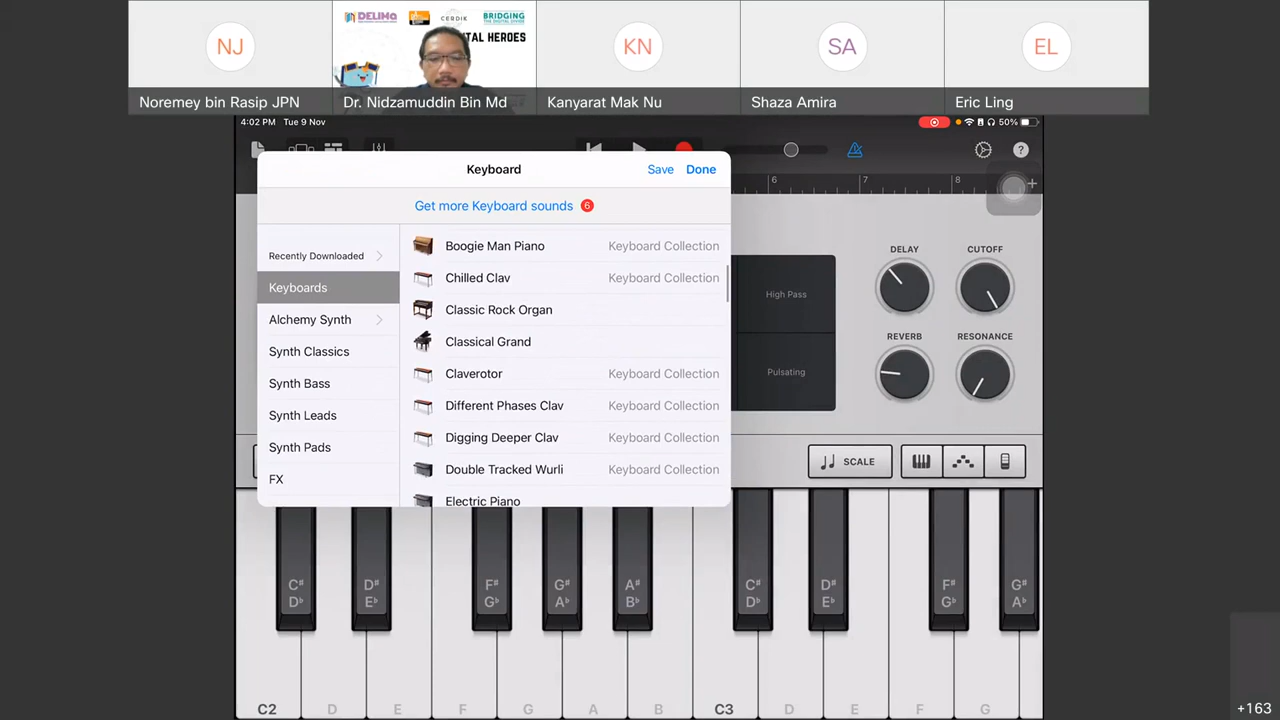 NJ
DELIMa
CERDIK
BRIDGING
THE DIGITAL DIVIDE
TAL HEROES
KN
SA
EL
Noremey bin Rasip JPN
Dr. Nidzamuddin Bin Md
Kanyarat Mak Nu
Shaza Amira
Eric Ling
4:02 PM Tue 9 Nov
50%
Keyboard
Save
Done
6
7
8
Get more Keyboard sounds 6
Recently Downloaded
Keyboards
Alchemy Synth
Synth Classics
Synth Bass
Synth Leads
Synth Pads
FX
Boogie Man Piano Keyboard Collection
Chilled Clav Keyboard Collection
Classic Rock Organ
Classical Grand
Claverotor Keyboard Collection
Different Phases Clav Keyboard Collection
Digging Deeper Clav Keyboard Collection
Double Tracked Wurli Keyboard Collection
Electric Piano
High Pass
Pulsating
DELAY
CUTOFF
REVERB
RESONANCE
SCALE
C♯ D♯ F♯ G♯ A♯ C♯ D♯ F♯ G♯
D♭ E♭ G♭ A♭ B♭ D♭ E♭ G♭ A♭
C2 D E F G A B C3 D E F G
+163